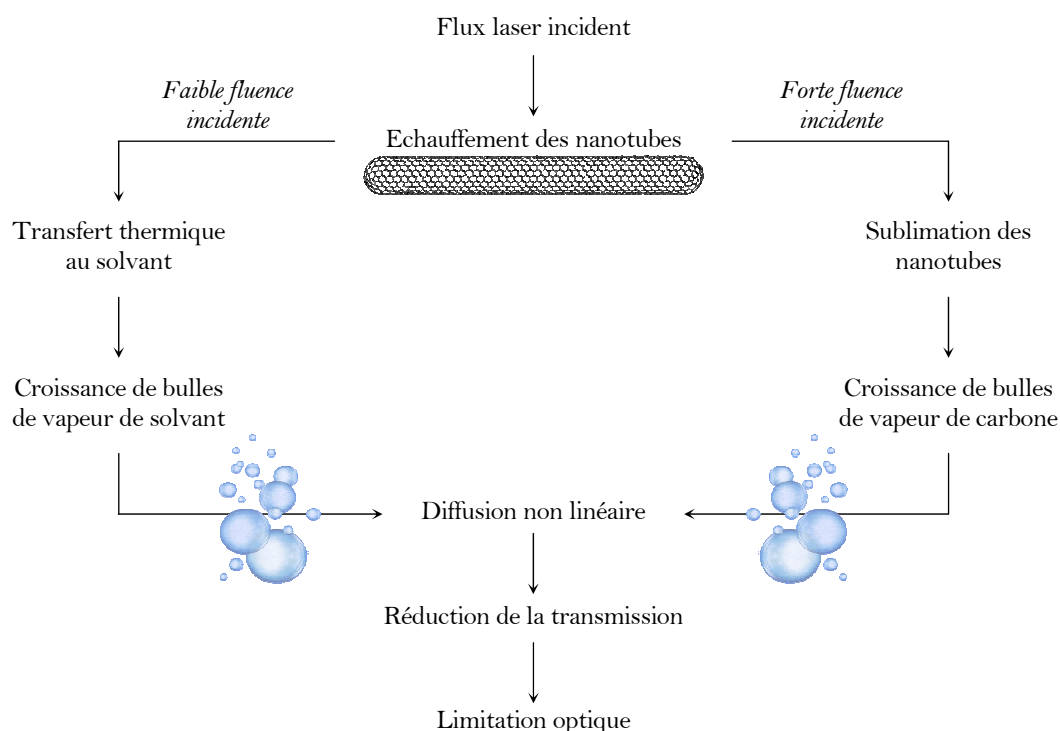 Flux laser incident
Faible fluence
incidente
Forte fluence
incidente
Echauffement des nanotubes
Transfert thermique
au solvant
Sublimation des
nanotubes
Croissance de bulles
de vapeur de solvant
Croissance de bulles
de vapeur de carbone
Diffusion non linéaire
Réduction de la transmission
Limitation optique